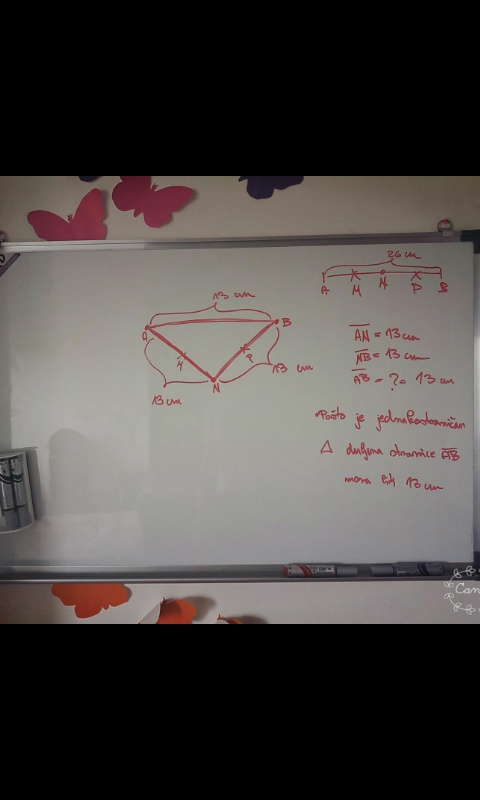 26 cm
A M N P B
13 cm
A B
M P
13 cm
N
13 cm
AN = 13 cm
NB = 13 cm
AB = ? = 13 cm
Pošto je jednakostraničan
△ dužina stranice AB
mora biti 13 cm
Can